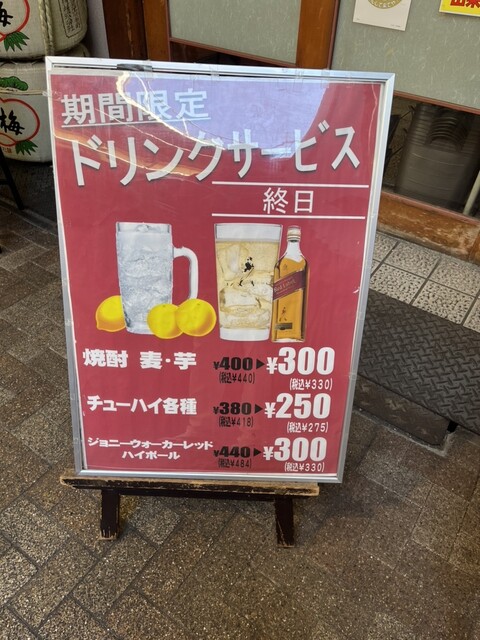 期間限定
ドリンクサービス
終日
焼酎 麦・芋 ¥400▶¥300
(税込¥440) (税込¥330)
チューハイ各種 ¥380▶¥250
(税込¥418) (税込¥275)
ジョニーウォーカーレッド
ハイボール ¥440▶¥300
(税込¥484) (税込¥330)
梅
梅